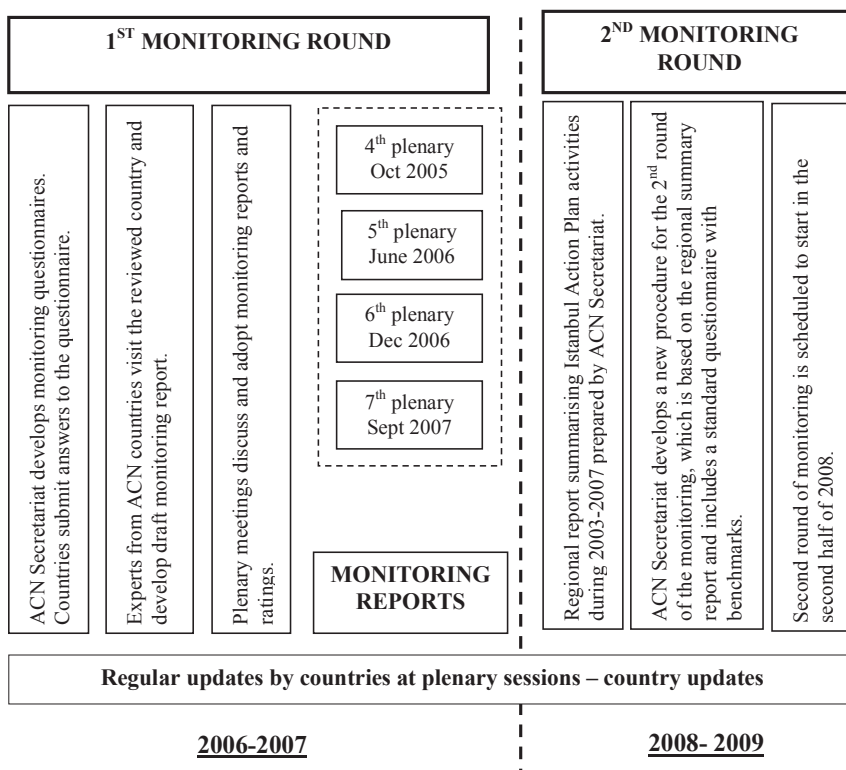 1ST MONITORING ROUND
2ND MONITORING
ROUND
ACN Secretariat develops monitoring questionnaires.
Countries submit answers to the questionnaire.
Experts from ACN countries visit the reviewed country and
develop draft monitoring report.
Plenary meetings discuss and adopt monitoring reports and
ratings.
4th plenary
Oct 2005
5th plenary
June 2006
6th plenary
Dec 2006
7th plenary
Sept 2007
MONITORING
REPORTS
Regional report summarising Istanbul Action Plan activities
during 2003-2007 prepared by ACN Secretariat.
ACN Secretariat develops a new procedure for the 2nd round
of the monitoring, which is based on the regional summary
report and includes a standard questionnaire with
benchmarks.
Second round of monitoring is scheduled to start in the
second half of 2008.
Regular updates by countries at plenary sessions – country updates
2006-2007
2008- 2009